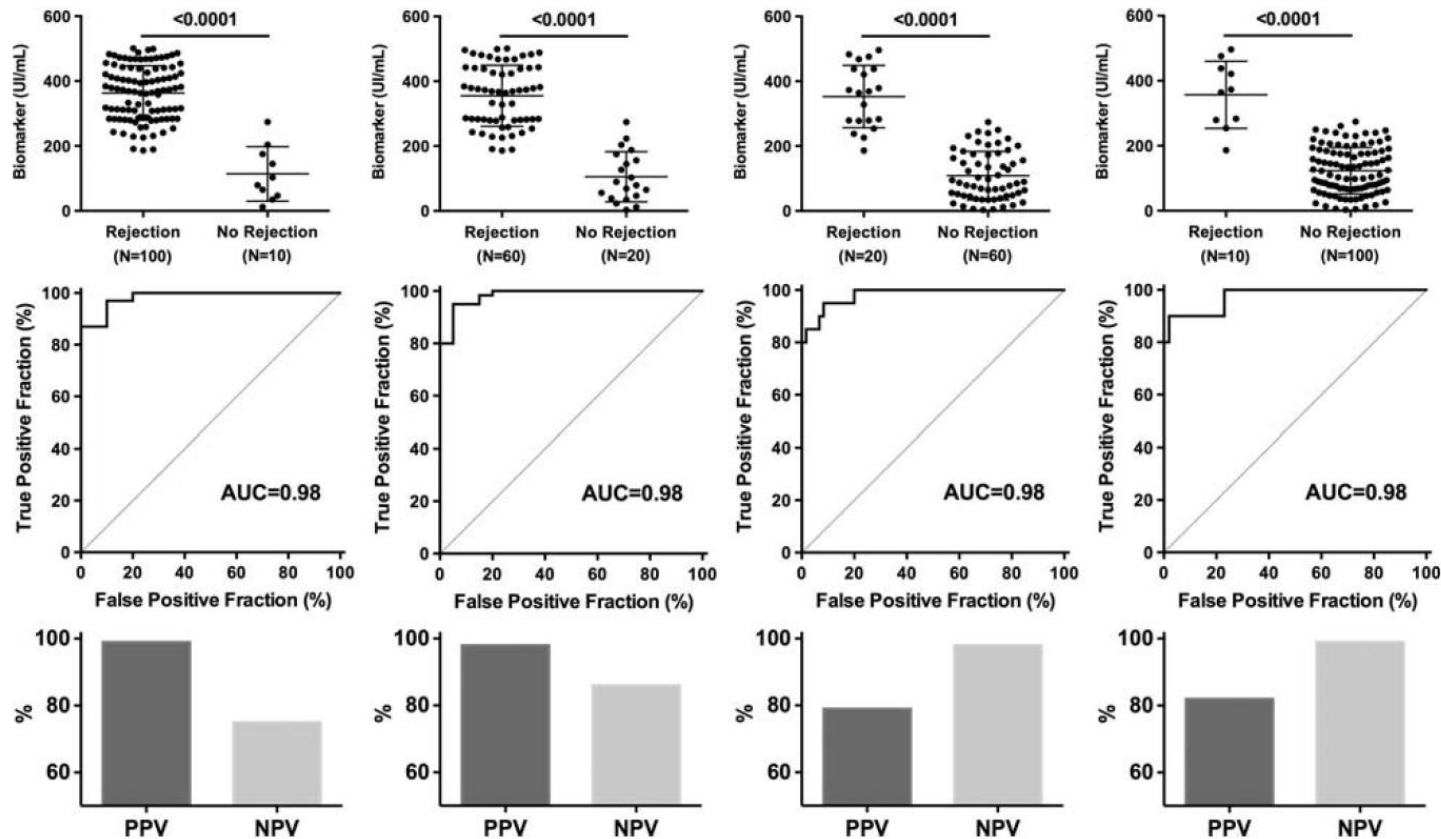 <0.0001
Biomarker (UI/mL)
600
400
200
0
Rejection
(N=100)
No Rejection
(N=10)
<0.0001
Biomarker (UI/mL)
600
400
200
0
Rejection
(N=60)
No Rejection
(N=20)
<0.0001
Biomarker (UI/mL)
600
400
200
0
Rejection
(N=20)
No Rejection
(N=60)
<0.0001
Biomarker (UI/mL)
600
400
200
0
Rejection
(N=10)
No Rejection
(N=100)
True Positive Fraction (%)
100
80
60
40
20
0
AUC=0.98
0 20 40 60 80 100
False Positive Fraction (%)
True Positive Fraction (%)
100
80
60
40
20
0
AUC=0.98
0 20 40 60 80 100
False Positive Fraction (%)
True Positive Fraction (%)
100
80
60
40
20
0
AUC=0.98
0 20 40 60 80 100
False Positive Fraction (%)
True Positive Fraction (%)
100
80
60
40
20
0
AUC=0.98
0 20 40 60 80 100
False Positive Fraction (%)
%
100
80
60
PPV NPV
%
100
80
60
PPV NPV
%
100
80
60
PPV NPV
%
100
80
60
PPV NPV